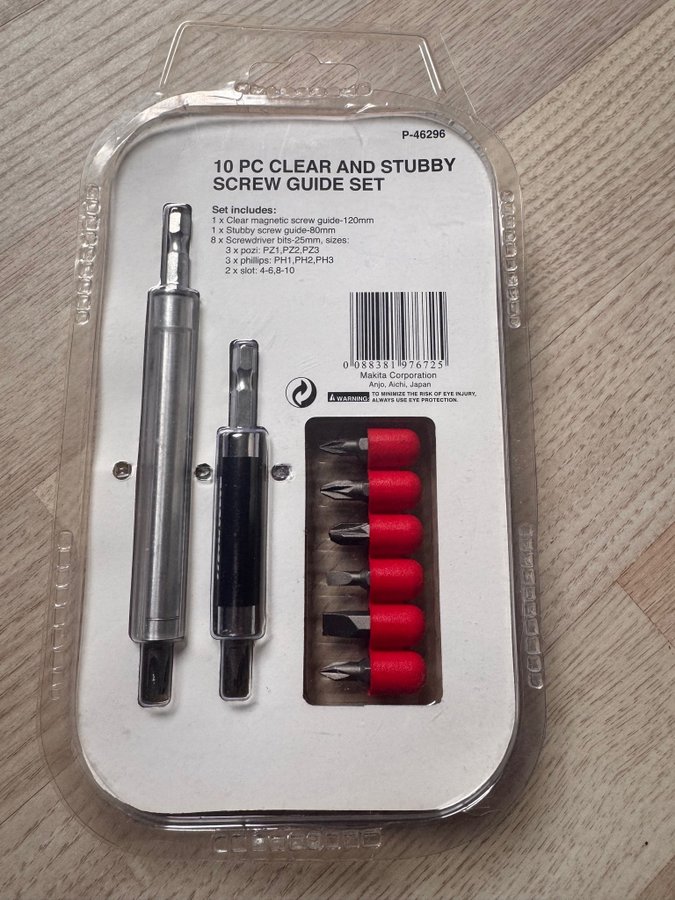 P-46296
10 PC CLEAR AND STUBBY
SCREW GUIDE SET
Set includes:
1 x Clear magnetic screw guide-120mm
1 x Stubby screw guide-80mm
8 x Screwdriver bits-25mm, sizes:
3 x pozi: PZ1,PZ2,PZ3
3 x phillips: PH1,PH2,PH3
2 x slot: 4-6,8-10
0 088381 976725
Makita Corporation
Anjo, Aichi, Japan
WARNING: TO MINIMIZE THE RISK OF EYE INJURY,
ALWAYS USE EYE PROTECTION.